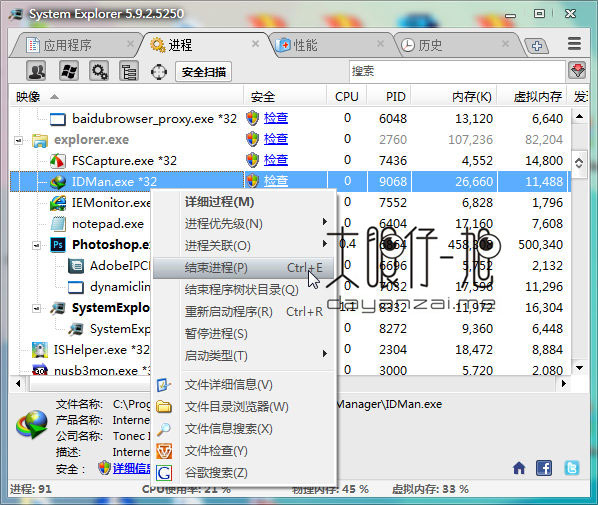 System Explorer 5.9.2.5250
应用程序 进程 性能 历史
安全扫描 搜索
映像 安全 CPU PID 内存(K) 虚拟内存
baidubrowser_proxy.exe *32 检查 0 6048 13,120 6,640
explorer.exe 0 2760 107,236 82,204
FSCapture.exe *32 检查 0 7436 4,552 14,800
IDMan.exe *32 检查 0 9068 26,660 11,488
IEMonitor.exe 0 7552 6,828 1,796
notepad.exe 0 6404 17,160 7,608
Photoshop.ex 0.4 500,340
AdobeIPCB 0 6696 5,752 2,132
dynamiclin 0 7082 17,596 11,296
SystemExplo 1.1 8332 11,972 16,304
SystemEx 0 8272 9,360 6,448
ISHelper.exe 0 2304 18,472 8,884
nusb3mon.exe 0 3000 5,720 2,080
详细过程(M)
进程优先级(N)
进程关联(O)
结束进程(P) Ctrl+E
结束程序树状目录(Q)
重新启动程序(R) Ctrl+R
暂停进程(S)
启动类型(T)
文件详细信息(V)
文件目录浏览器(W)
文件信息搜索(X)
文件检查(Y)
谷歌搜索(Z)
大眼仔~旭
dayanzai.me
文件名称: C:\Prog Manager\IDMan.exe
产品名称: Internet
公司名称: Tonec I
描述: Internet
安全: 详细信息
进程: 91 CPU使用率: 21 % 物理内存: 45 % 虚拟内存: 33 %